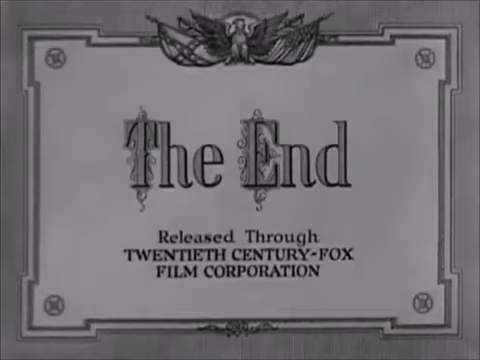 The End
Released Through
TWENTIETH CENTURY-FOX
FILM CORPORATION